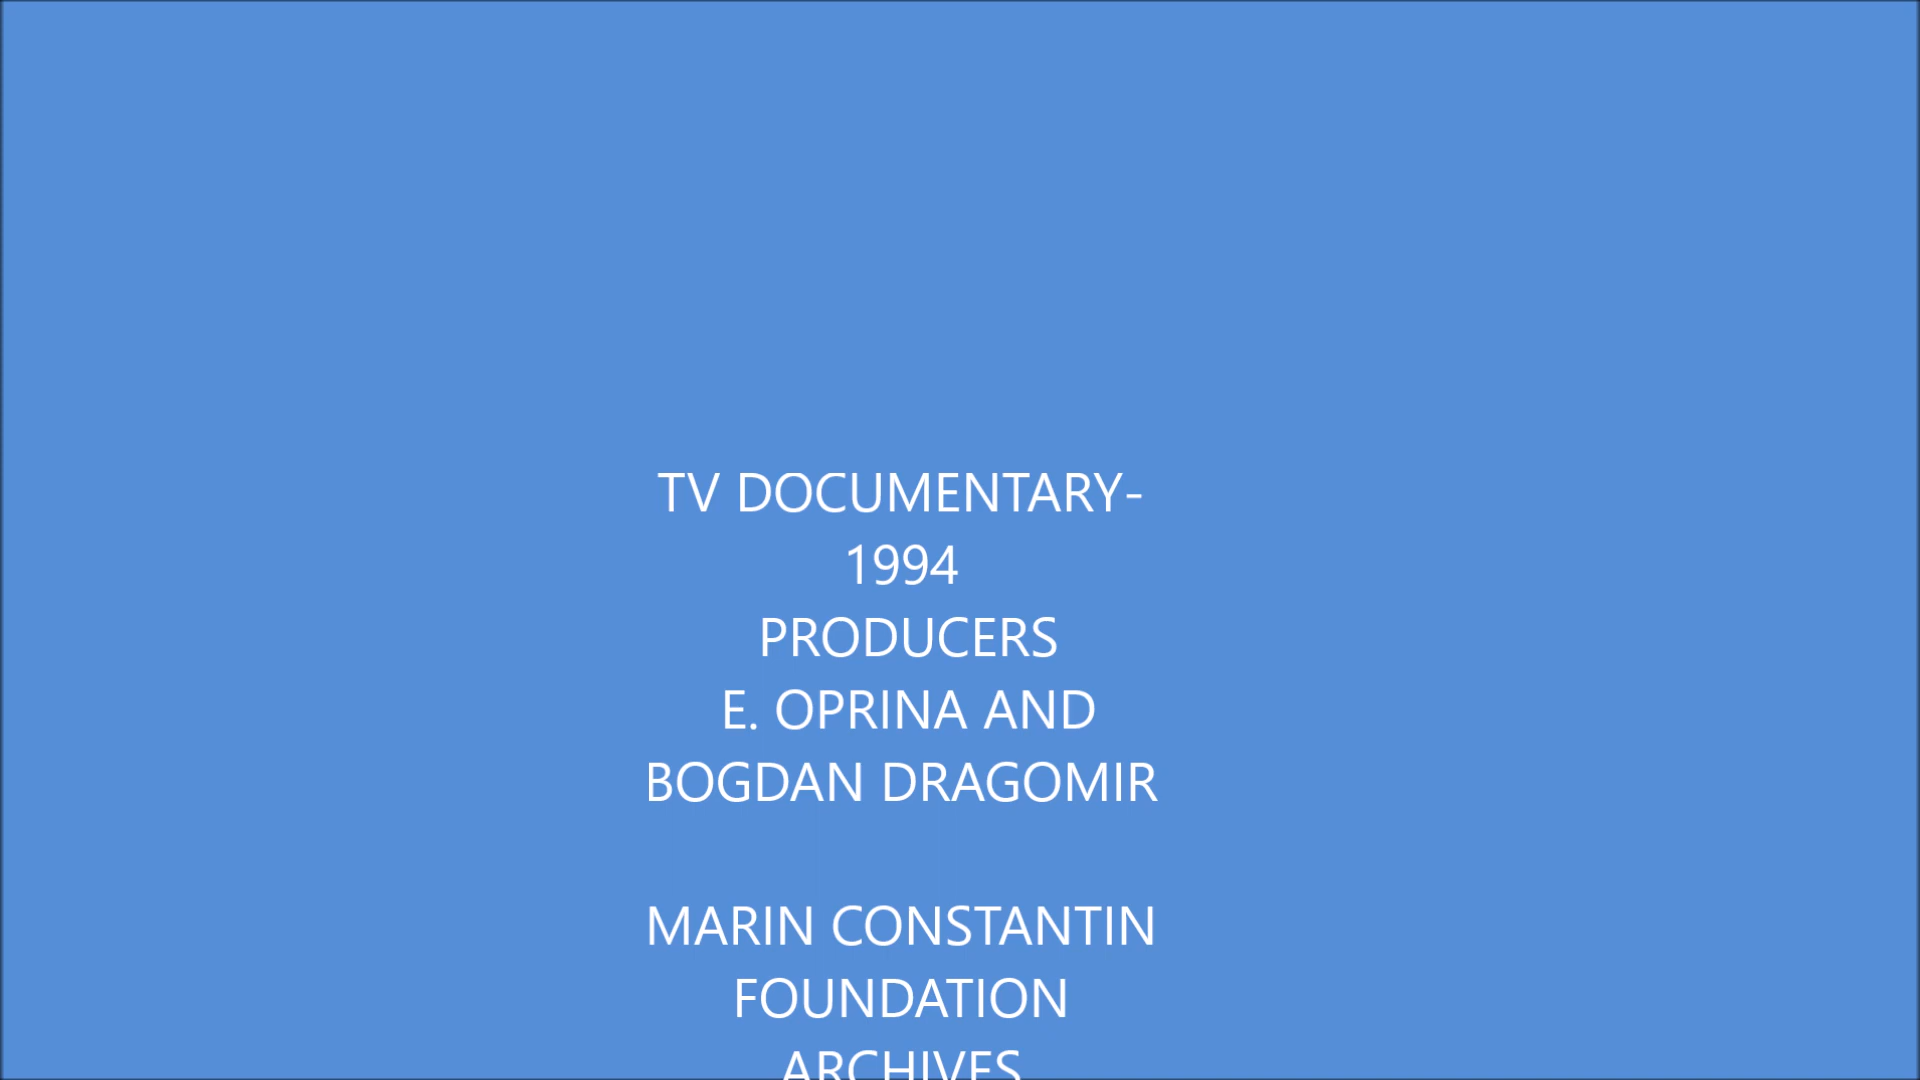 TV DOCUMENTARY-
1994
PRODUCERS
E. OPRINA AND
BOGDAN DRAGOMIR
MARIN CONSTANTIN
FOUNDATION
ARCHIVES